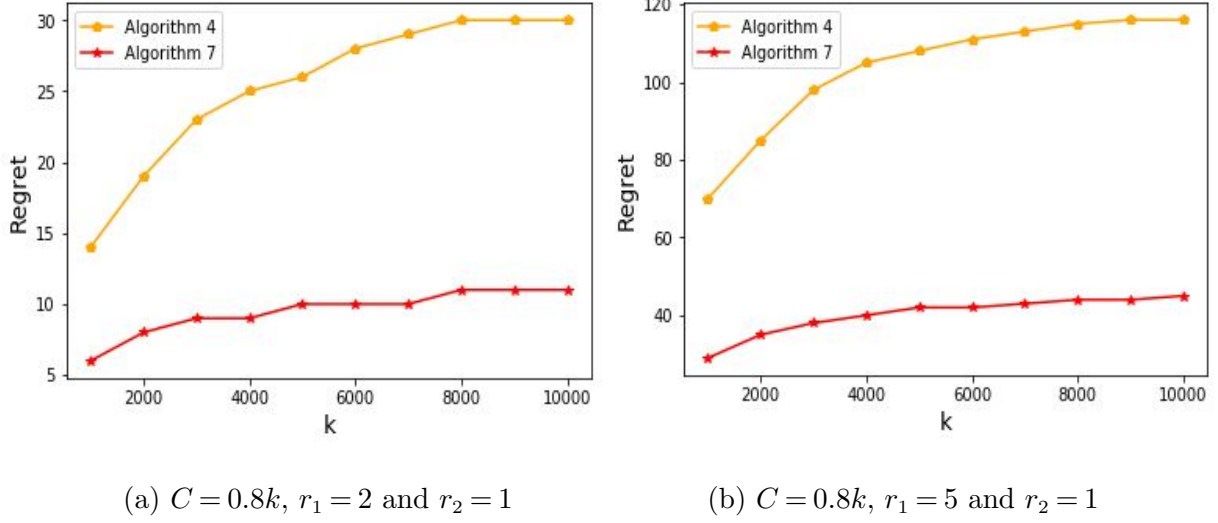 Algorithm 4
Algorithm 7
30
25
20
15
10
5
Regret
2000 4000 6000 8000 10000
k
(a) C = 0.8k, r₁ = 2 and r₂ = 1
Algorithm 4
Algorithm 7
120
100
80
60
40
Regret
2000 4000 6000 8000 10000
k
(b) C = 0.8k, r₁ = 5 and r₂ = 1